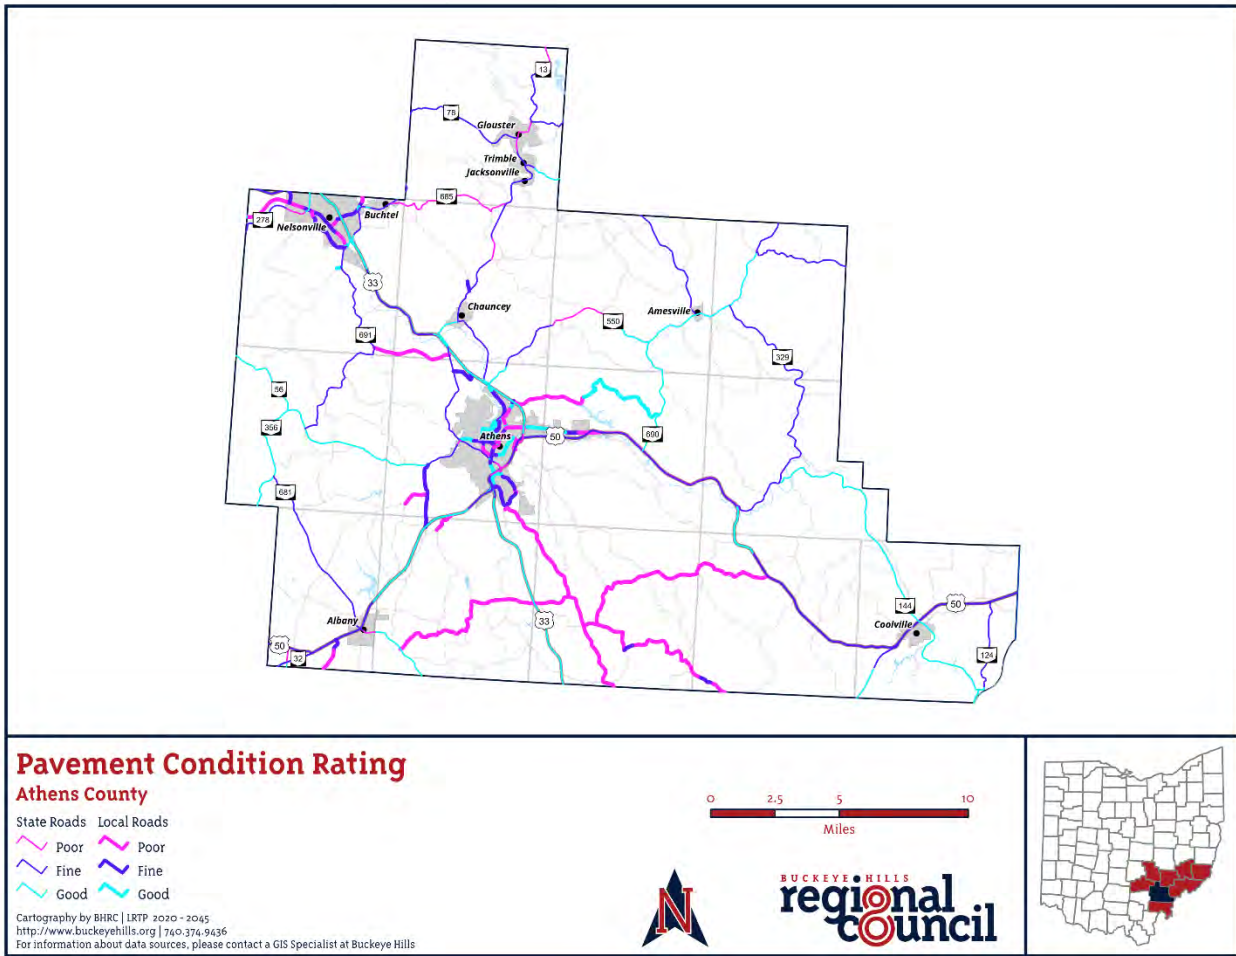 13
78
Glouster
Trimble
Jacksonville
685
Buchtel
278
Nelsonville
33
Chauncey
Amesville
550
691
329
56
356
Athens
50
690
681
144
50
Albany
33
Coolville
50
32
124
Pavement Condition Rating
Athens County
State Roads Local Roads
Poor Poor
Fine Fine
Good Good
Cartography by BHRC | LRTP 2020 - 2045
http://www.buckeyehills.org | 740.374.9436
For information about data sources, please contact a GIS Specialist at Buckeye Hills
0 2.5 5 10
Miles
N
BUCKEYE HILLS
regional
council